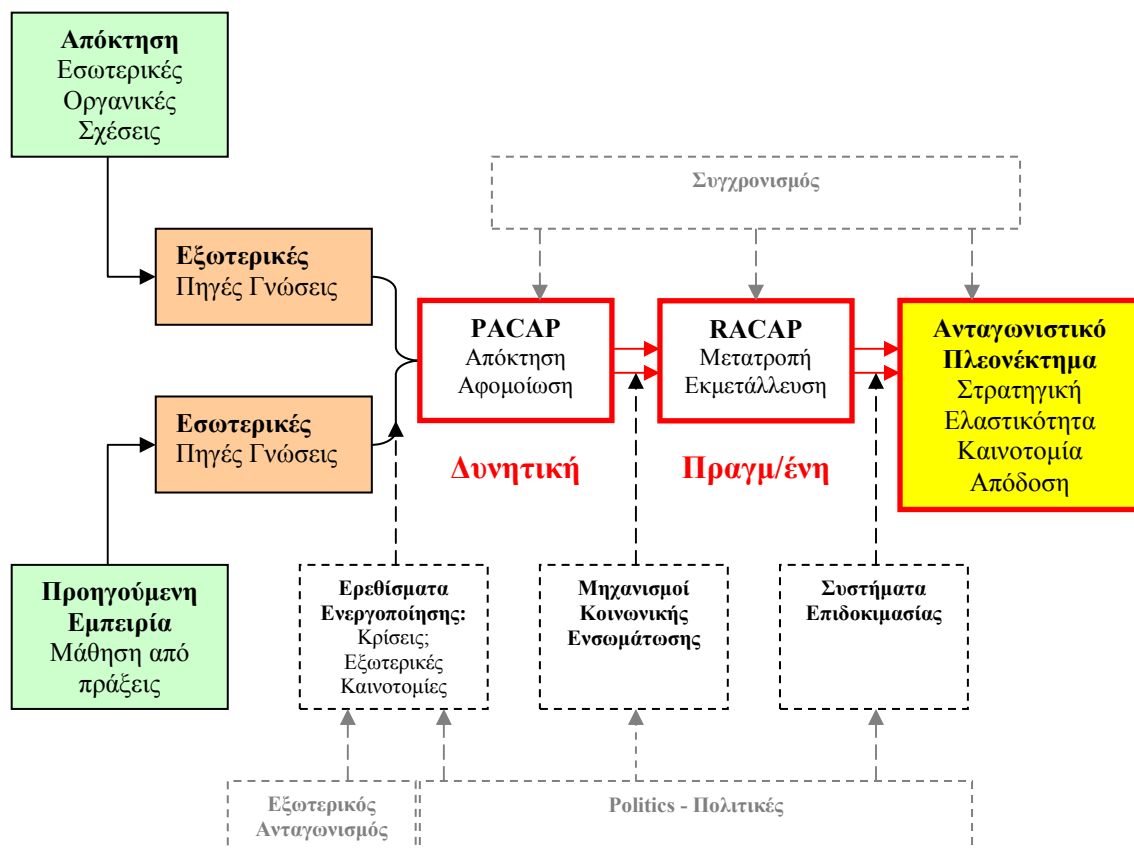 Απόκτηση
Εσωτερικές
Οργανικές
Σχέσεις
Συγχρονισμός
Εξωτερικές
Πηγές Γνώσεις
PACAP
Απόκτηση
Αφομοίωση
RACAP
Μετατροπή
Εκμετάλλευση
Ανταγωνιστικό
Πλεονέκτημα
Στρατηγική
Ελαστικότητα
Καινοτομία
Απόδοση
Εσωτερικές
Πηγές Γνώσεις
Δυνητική
Πραγμ/ένη
Προηγούμενη
Εμπειρία
Μάθηση από
πράξεις
Ερεθίσματα
Ενεργοποίησης:
Κρίσεις;
Εξωτερικές
Καινοτομίες
Μηχανισμοί
Κοινωνικής
Ενσωμάτωσης
Συστήματα
Επιδοκιμασίας
Εξωτερικός
Ανταγωνισμός
Politics - Πολιτικές